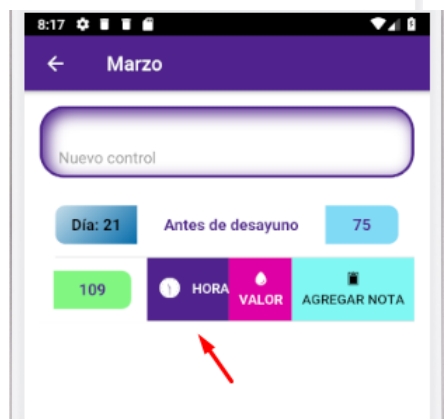 8:17
Marzo
Nuevo control
Día: 21 Antes de desayuno 75
109 HORA VALOR AGREGAR NOTA